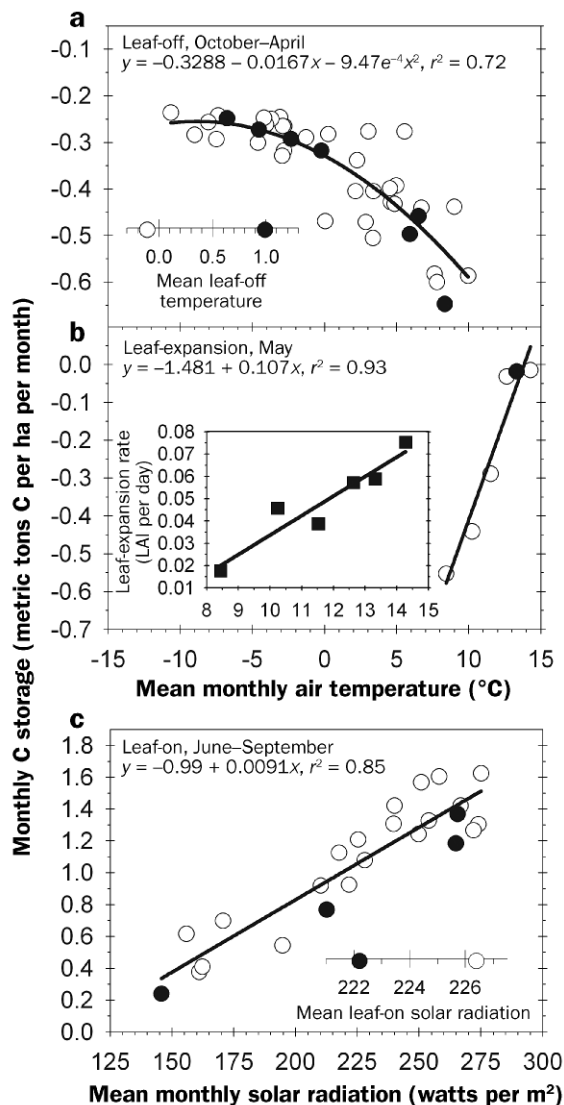 a
Leaf-off, October–April
y = –0.3288 – 0.0167x – 9.47e⁻⁴x², r² = 0.72
-0.1
-0.2
-0.3
-0.4
-0.5
-0.6
0.0 0.5 1.0
Mean leaf-off
temperature
b
Leaf-expansion, May
y = –1.481 + 0.107x, r² = 0.93
0.0
-0.1
-0.2
-0.3
-0.4
-0.5
-0.6
-0.7
Leaf-expansion rate
(LAI per day)
0.08
0.07
0.06
0.05
0.04
0.03
0.02
0.01
8 9 10 11 12 13 14 15
-15 -10 -5 0 5 10 15
Mean monthly air temperature (°C)
Monthly C storage (metric tons C per ha per month)
c
Leaf-on, June–September
y = –0.99 + 0.0091x, r² = 0.85
1.8
1.6
1.4
1.2
1.0
0.8
0.6
0.4
0.2
0.0
222 224 226
Mean leaf-on solar radiation
125 150 175 200 225 250 275 300
Mean monthly solar radiation (watts per m²)